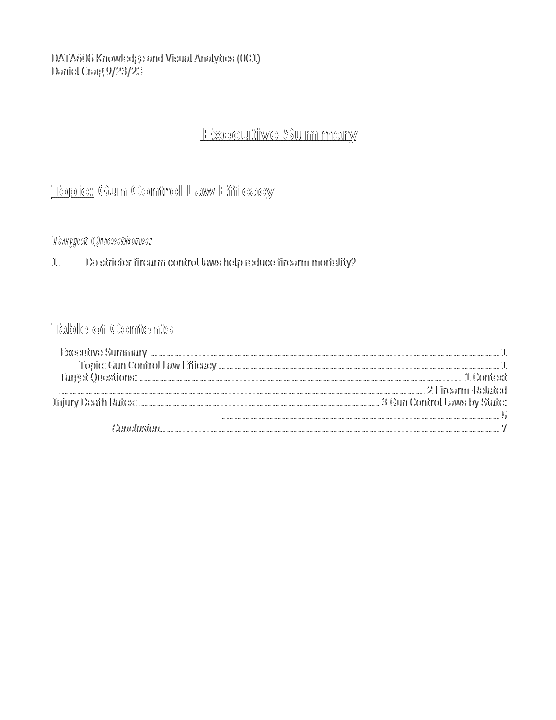 DATA608 Knowledge and Visual Analytics (001)
Daniel Craig 9/23/23
Executive Summary
Topic: Gun Control Law Efficacy
Target Questions:
1. Do stricter firearm control laws help reduce firearm mortality?
Table of Contents
Executive Summary 1
Topic: Gun Control Law Efficacy 1
Target Questions: 1 Context
2 Firearm-Related
Injury Death Rates: 3 Gun Control Laws by State:
5
Conclusion 7